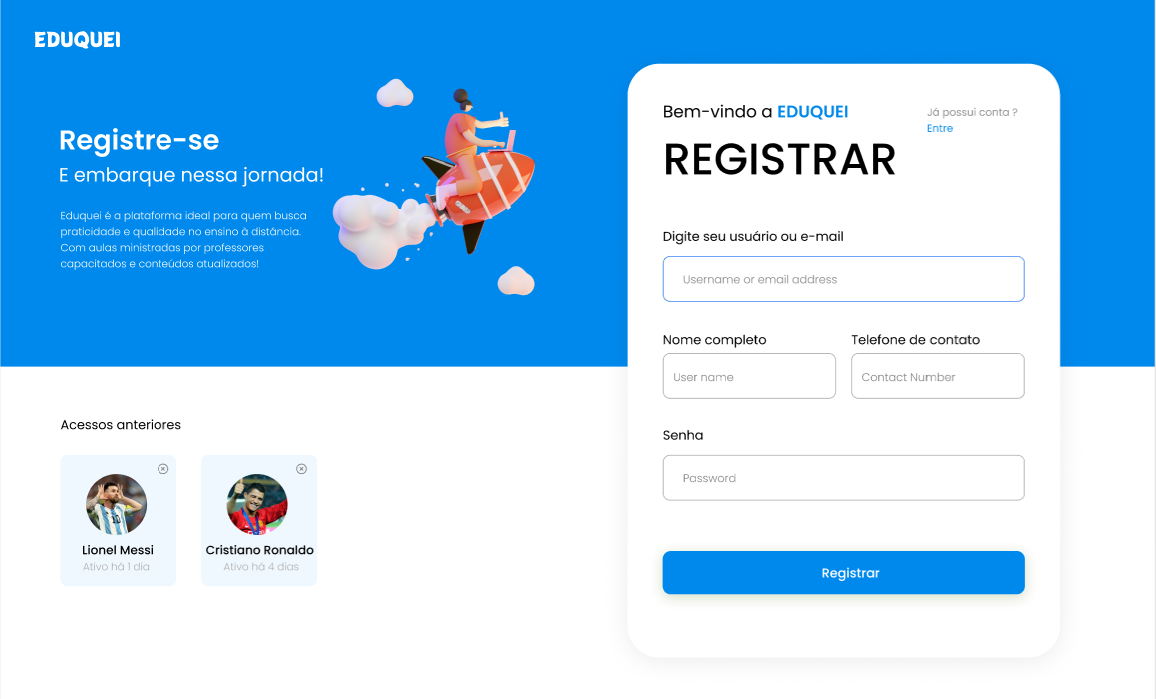 EDUQUEI
Registre-se
E embarque nessa jornada!
Eduquei é a plataforma ideal para quem busca
praticidade e qualidade no ensino à distância.
Com aulas ministradas por professores
capacitados e conteúdos atualizados!
Acessos anteriores
Lionel Messi
Ativo há 1 dia
Cristiano Ronaldo
Ativo há 4 dias
Bem-vindo a EDUQUEI
Já possui conta ?
Entre
REGISTRAR
Digite seu usuário ou e-mail
Username or email address
Nome completo
User name
Telefone de contato
Contact Number
Senha
Password
Registrar